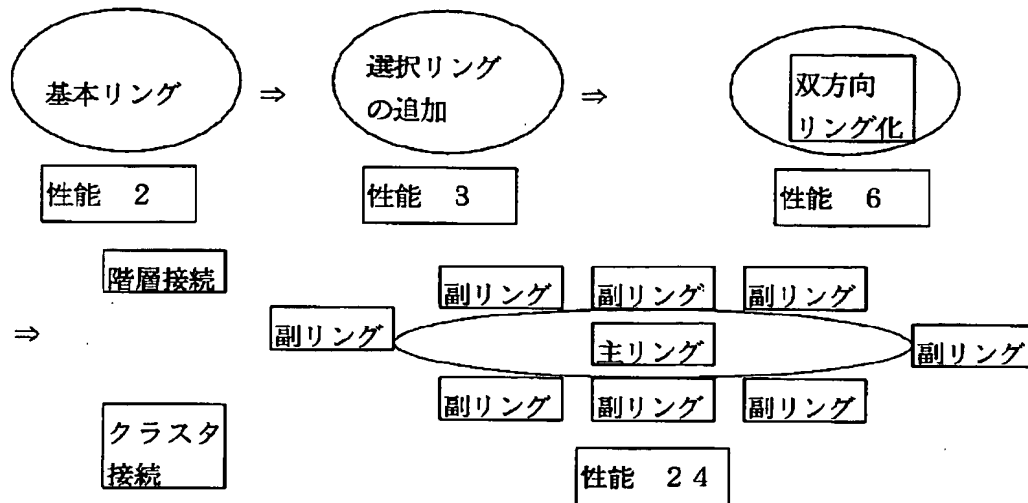 基本リング
⇒
選択リング
の追加
⇒
双方向
リング化
性能 2
性能 3
性能 6
⇒
階層接続
クラスタ
接続
副リング
副リング
副リング
副リング
主リング
副リング
副リング
副リング
副リング
性能 24